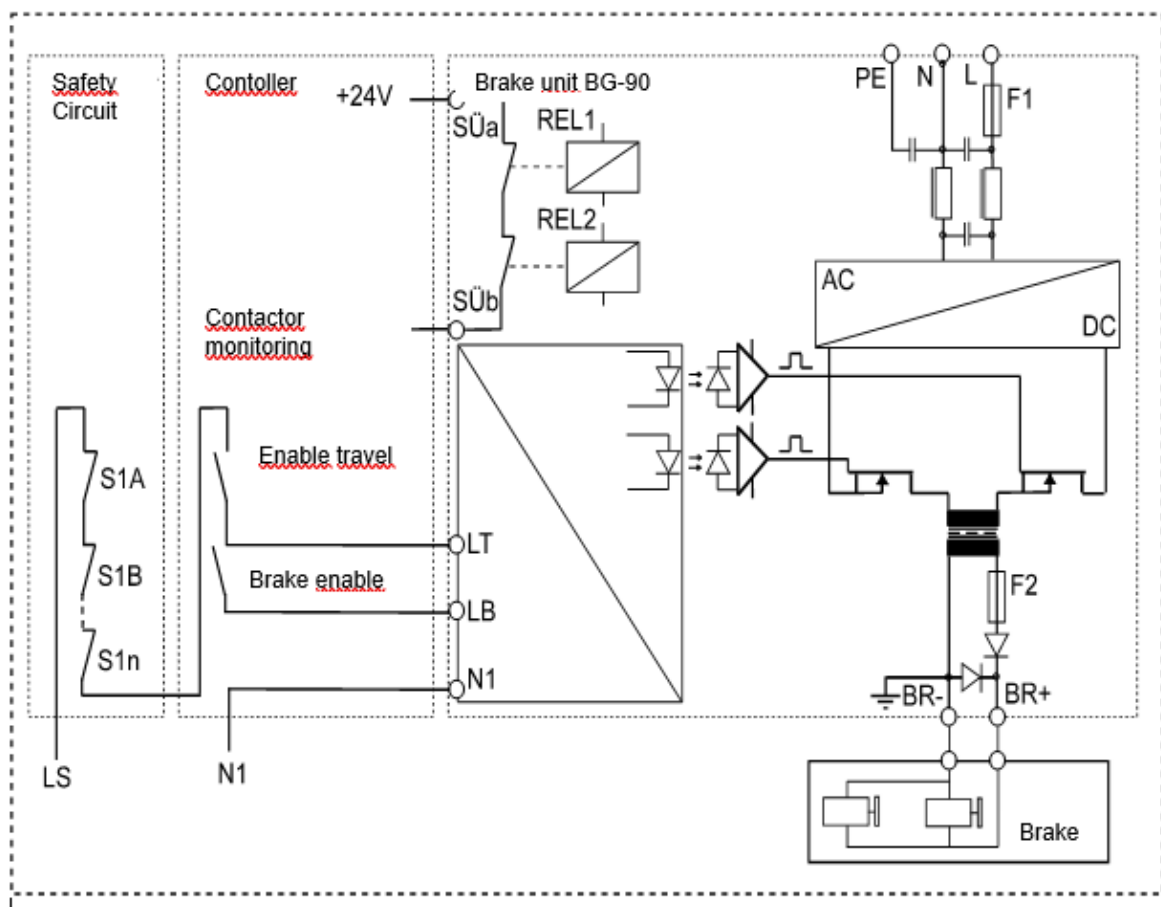 Safety
Circuit
Contoller
+24V
Brake unit BG-90
SÜa
REL1
REL2
SÜb
Contactor
monitoring
PE
N
L
F1
AC
DC
S1A
S1B
S1n
Enable travel
Brake enable
LT
LB
N1
F2
BR-
BR+
LS
N1
Brake